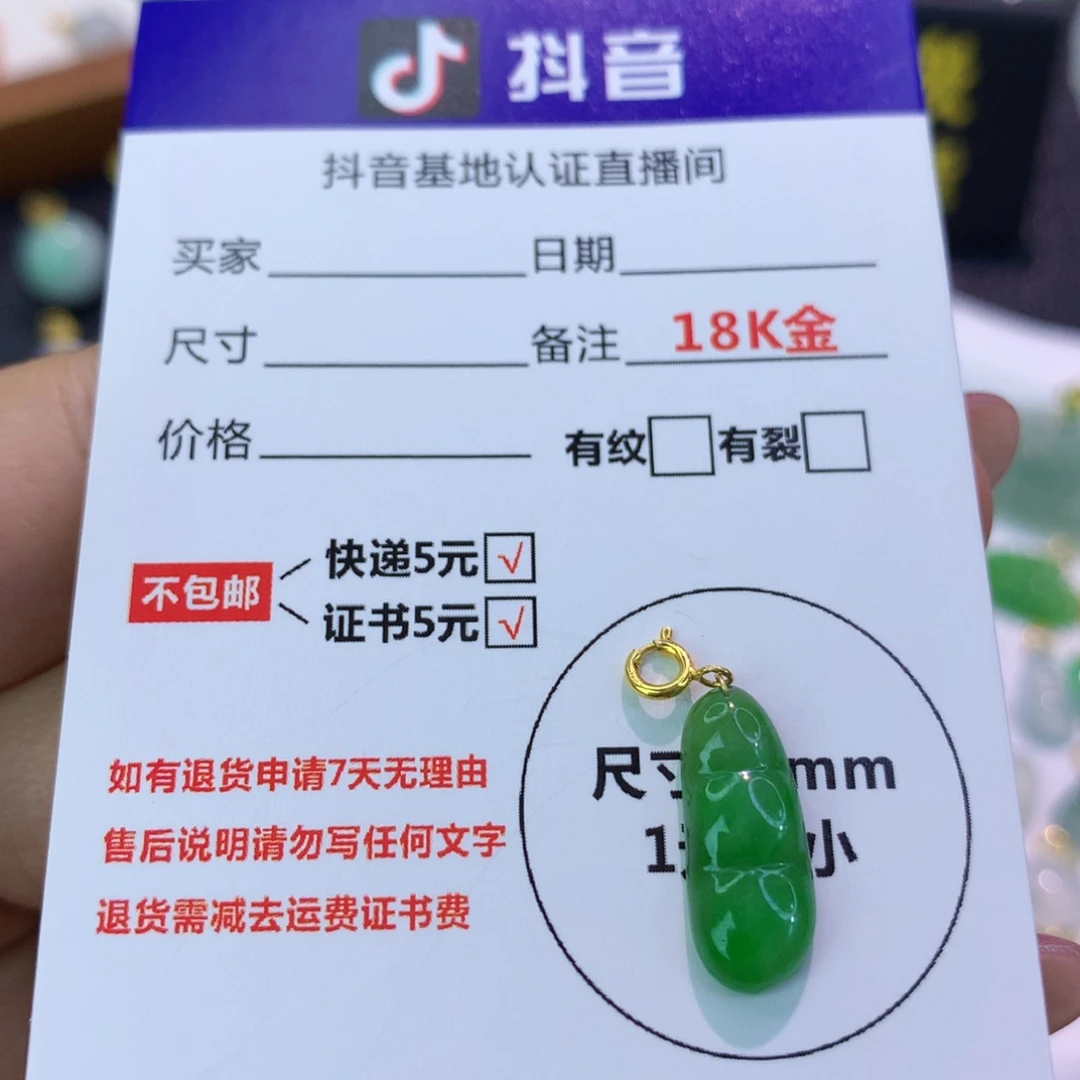 抖音
抖音基地认证直播间
买家 日期
尺寸 备注 18K金
价格 有纹 有裂
不包邮
快递5元 √
证书5元 √
如有退货申请7天无理由
售后说明请勿写任何文字
退货需减去运费证书费
尺寸 mm
1 小